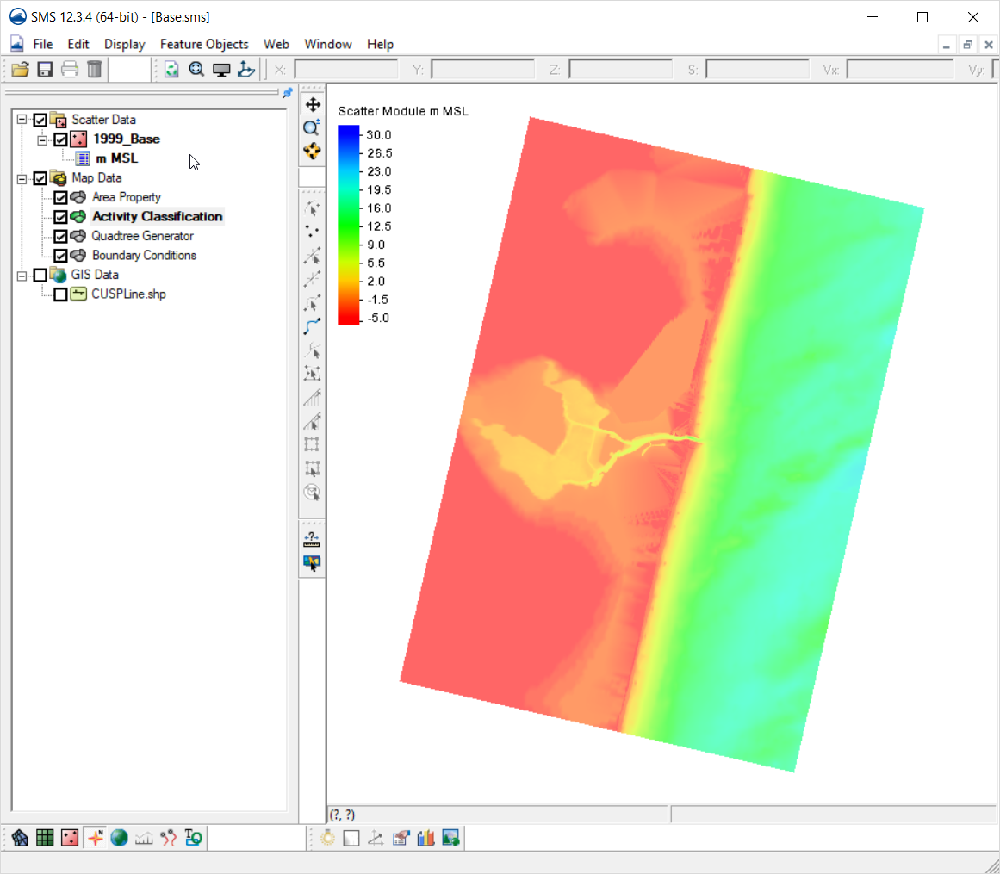 SMS 12.3.4 (64-bit) - [Base.sms]
File Edit Display Feature Objects Web Window Help
X: Y: Z: S: Vx: Vy:
Scatter Data
1999_Base
m MSL
Map Data
Area Property
Activity Classification
Quadtree Generator
Boundary Conditions
GIS Data
CUSPLine.shp
Scatter Module m MSL
30.0
26.5
23.0
19.5
16.0
12.5
9.0
5.5
2.0
-1.5
-5.0
(?, ?)